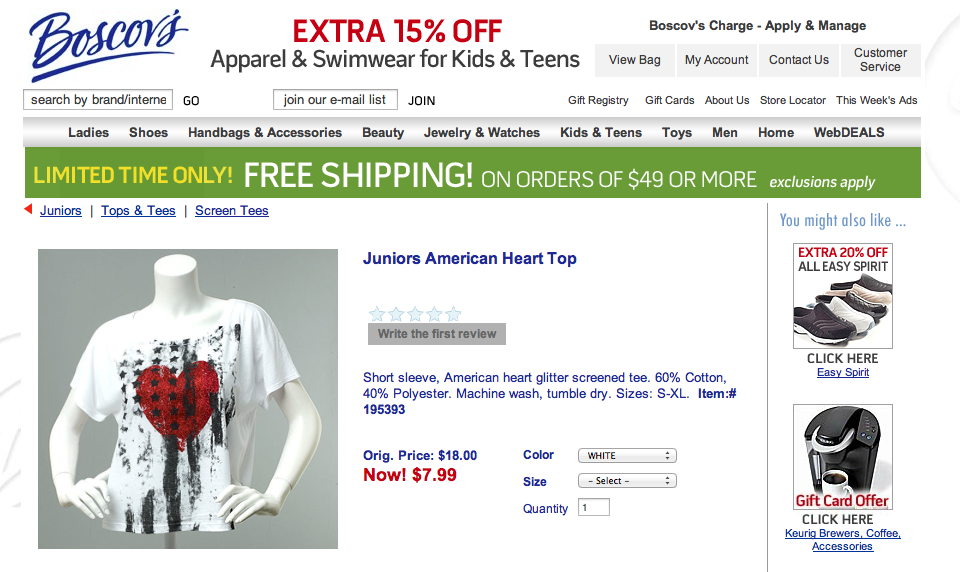 Boscov's
EXTRA 15% OFF
Apparel & Swimwear for Kids & Teens
Boscov's Charge - Apply & Manage
View Bag
My Account
Contact Us
Customer
Service
search by brand/interne
GO
join our e-mail list
JOIN
Gift Registry
Gift Cards
About Us
Store Locator
This Week's Ads
Ladies
Shoes
Handbags & Accessories
Beauty
Jewelry & Watches
Kids & Teens
Toys
Men
Home
WebDEALS
LIMITED TIME ONLY! FREE SHIPPING! ON ORDERS OF $49 OR MORE exclusions apply
Juniors | Tops & Tees | Screen Tees
Juniors American Heart Top
Write the first review
Short sleeve, American heart glitter screened tee. 60% Cotton,
40% Polyester. Machine wash, tumble dry. Sizes: S-XL. Item:#
195393
Orig. Price: $18.00
Now! $7.99
Color
WHITE
Size
- Select -
Quantity
1
You might also like ...
EXTRA 20% OFF
ALL EASY SPIRIT
CLICK HERE
Easy Spirit
Gift Card Offer
CLICK HERE
Keurig Brewers, Coffee,
Accessories